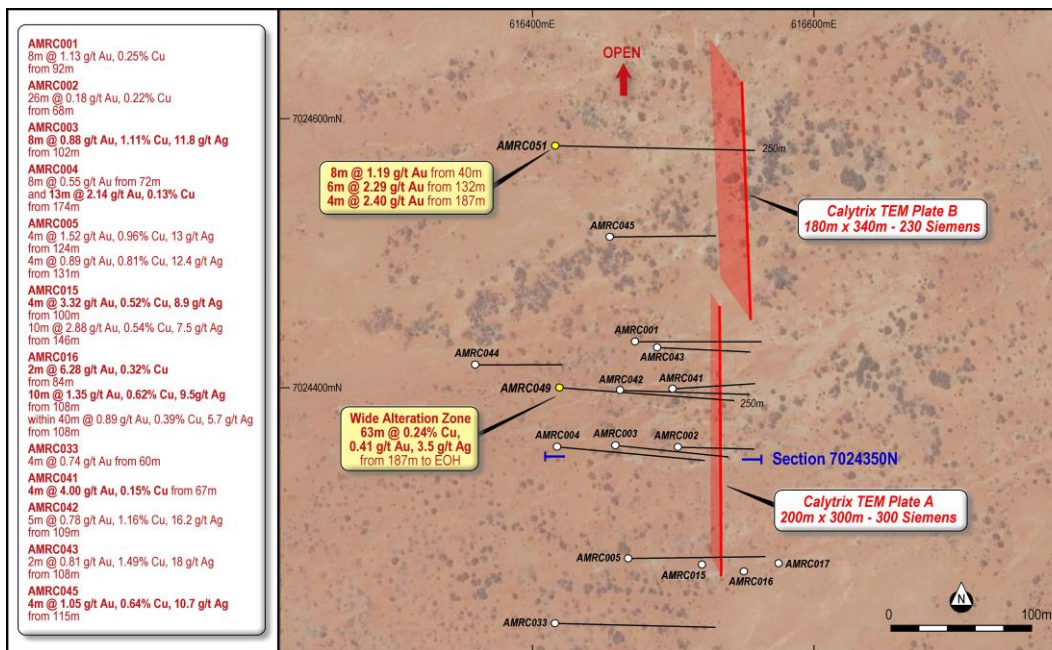 AMRC001
8m @ 1.13 g/t Au, 0.25% Cu
from 92m
AMRC002
26m @ 0.18 g/t Au, 0.22% Cu
from 68m
AMRC003
8m @ 0.88 g/t Au, 1.11% Cu, 11.8 g/t Ag
from 102m
AMRC004
8m @ 0.55 g/t Au from 72m
and 13m @ 2.14 g/t Au, 0.13% Cu
from 174m
AMRC005
4m @ 1.52 g/t Au, 0.96% Cu, 13 g/t Ag
from 124m
4m @ 0.89 g/t Au, 0.81% Cu, 12.4 g/t Ag
from 131m
AMRC015
4m @ 3.32 g/t Au, 0.52% Cu, 8.9 g/t Ag
from 100m
10m @ 2.88 g/t Au, 0.54% Cu, 7.5 g/t Ag
from 146m
AMRC016
2m @ 6.28 g/t Au, 0.32% Cu
from 84m
10m @ 1.35 g/t Au, 0.62% Cu, 9.5g/t Ag
from 108m
within 40m @ 0.89 g/t Au, 0.39% Cu, 5.7 g/t Ag
from 108m
AMRC033
4m @ 0.74 g/t Au from 60m
AMRC041
4m @ 4.00 g/t Au, 0.15% Cu from 67m
AMRC042
5m @ 0.78 g/t Au, 1.16% Cu, 16.2 g/t Ag
from 109m
AMRC043
2m @ 0.81 g/t Au, 1.49% Cu, 18 g/t Ag
from 108m
AMRC045
4m @ 1.05 g/t Au, 0.64% Cu, 10.7 g/t Ag
from 115m
616400mE
616600mE
OPEN
7024600mN
AMRC051
250m
8m @ 1.19 g/t Au from 40m
6m @ 2.29 g/t Au from 132m
4m @ 2.40 g/t Au from 187m
Calytrix TEM Plate B
180m x 340m - 230 Siemens
AMRC045
AMRC001
AMRC043
AMRC044
7024400mN
AMRC049
AMRC042
AMRC041
250m
Wide Alteration Zone
63m @ 0.24% Cu,
0.41 g/t Au, 3.5 g/t Ag
from 187m to EOH
AMRC004
AMRC003
AMRC002
Section 7024350N
Calytrix TEM Plate A
200m x 300m - 300 Siemens
AMRC005
AMRC015
AMRC016
AMRC017
AMRC033
N
0
100m